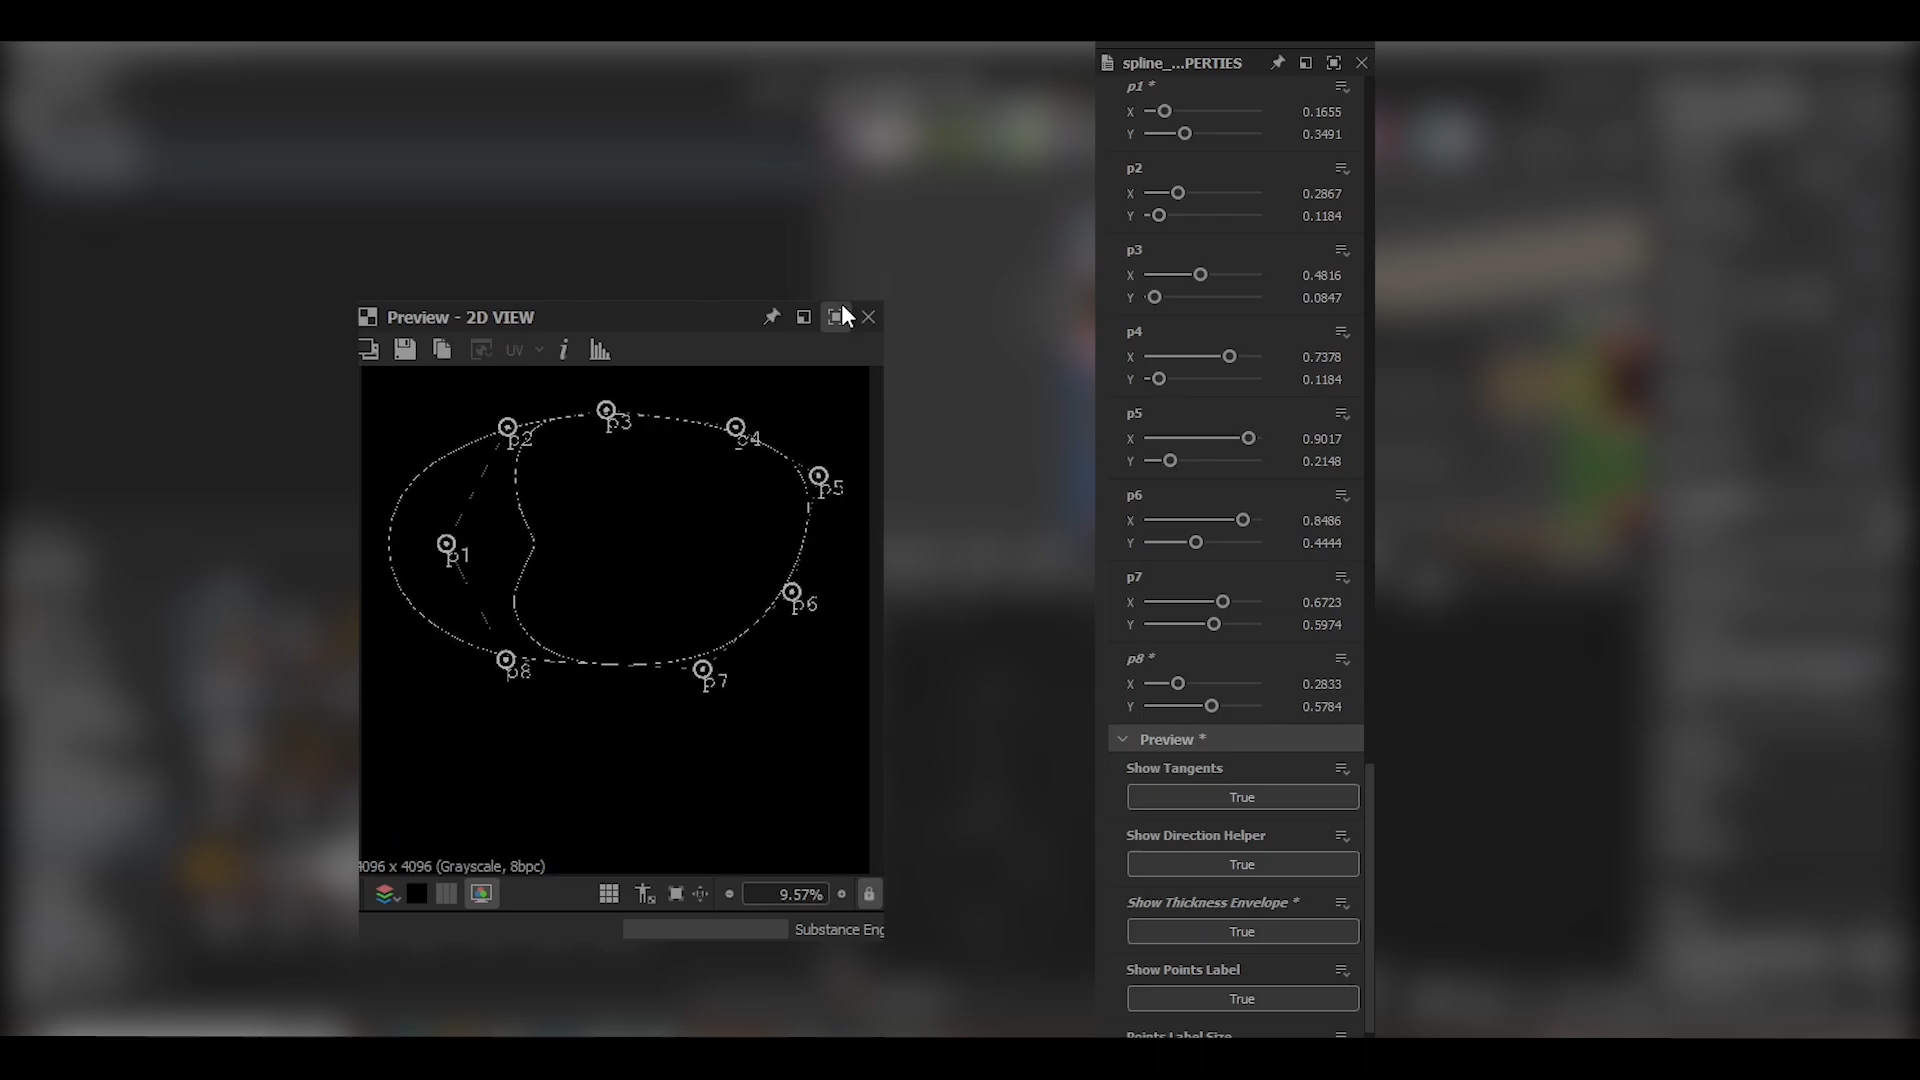 spline_...PERTIES
p1 *
X 0.1655
Y 0.3491
p2
X 0.2867
Y 0.1184
p3
X 0.4816
Y 0.0847
p4
X 0.7378
Y 0.1184
p5
X 0.9017
Y 0.2148
p6
X 0.8486
Y 0.4444
p7
X 0.6723
Y 0.5974
p8 *
X 0.2833
Y 0.5784
Preview *
Show Tangents
True
Show Direction Helper
True
Show Thickness Envelope *
True
Show Points Label
True
Points Label Size
Preview - 2D VIEW
UV
p3
p2
p4
p5
p1
p6
p8
p7
4096 x 4096 (Grayscale, 8bpc)
9.57%
Substance Eng